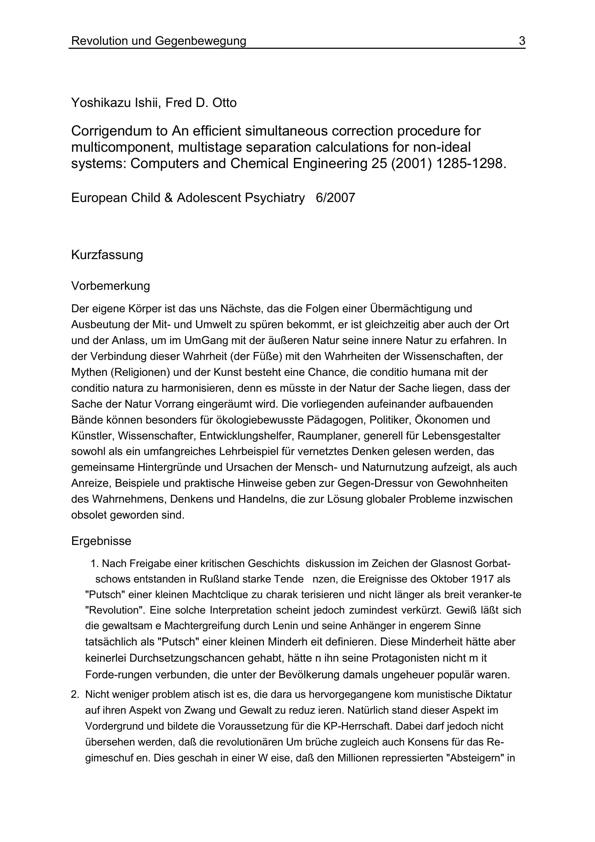 Revolution und Gegenbewegung 3
Yoshikazu Ishii, Fred D. Otto
Corrigendum to An efficient simultaneous correction procedure for
multicomponent, multistage separation calculations for non-ideal
systems: Computers and Chemical Engineering 25 (2001) 1285-1298.
European Child & Adolescent Psychiatry 6/2007
Kurzfassung
Vorbemerkung
Der eigene Körper ist das uns Nächste, das die Folgen einer Übermächtigung und
Ausbeutung der Mit- und Umwelt zu spüren bekommt, er ist gleichzeitig aber auch der Ort
und der Anlass, um im UmGang mit der äußeren Natur seine innere Natur zu erfahren. In
der Verbindung dieser Wahrheit (der Füße) mit den Wahrheiten der Wissenschaften, der
Mythen (Religionen) und der Kunst besteht eine Chance, die conditio humana mit der
conditio natura zu harmonisieren, denn es müsste in der Natur der Sache liegen, dass der
Sache der Natur Vorrang eingeräumt wird. Die vorliegenden aufeinander aufbauenden
Bände können besonders für ökologiebewusste Pädagogen, Politiker, Ökonomen und
Künstler, Wissenschafter, Entwicklungshelfer, Raumplaner, generell für Lebensgestalter
sowohl als ein umfangreiches Lehrbeispiel für vernetztes Denken gelesen werden, das
gemeinsame Hintergründe und Ursachen der Mensch- und Naturnutzung aufzeigt, als auch
Anreize, Beispiele und praktische Hinweise geben zur Gegen-Dressur von Gewohnheiten
des Wahrnehmens, Denkens und Handelns, die zur Lösung globaler Probleme inzwischen
obsolet geworden sind.
Ergebnisse
1. Nach Freigabe einer kritischen Geschichts diskussion im Zeichen der Glasnost Gorbat-
schows entstanden in Rußland starke Tende nzen, die Ereignisse des Oktober 1917 als
"Putsch" einer kleinen Machtclique zu charak terisieren und nicht länger als breit veranker-te
"Revolution". Eine solche Interpretation scheint jedoch zumindest verkürzt. Gewiß läßt sich
die gewaltsam e Machtergreifung durch Lenin und seine Anhänger in engerem Sinne
tatsächlich als "Putsch" einer kleinen Minderh eit definieren. Diese Minderheit hätte aber
keinerlei Durchsetzungschancen gehabt, hätte n ihn seine Protagonisten nicht m it
Forde-rungen verbunden, die unter der Bevölkerung damals ungeheuer populär waren.
2. Nicht weniger problem atisch ist es, die dara us hervorgegangene kom munistische Diktatur
auf ihren Aspekt von Zwang und Gewalt zu reduz ieren. Natürlich stand dieser Aspekt im
Vordergrund und bildete die Voraussetzung für die KP-Herrschaft. Dabei darf jedoch nicht
übersehen werden, daß die revolutionären Um brüche zugleich auch Konsens für das Re-
gimeschuf en. Dies geschah in einer W eise, daß den Millionen repressierten "Absteigern" in